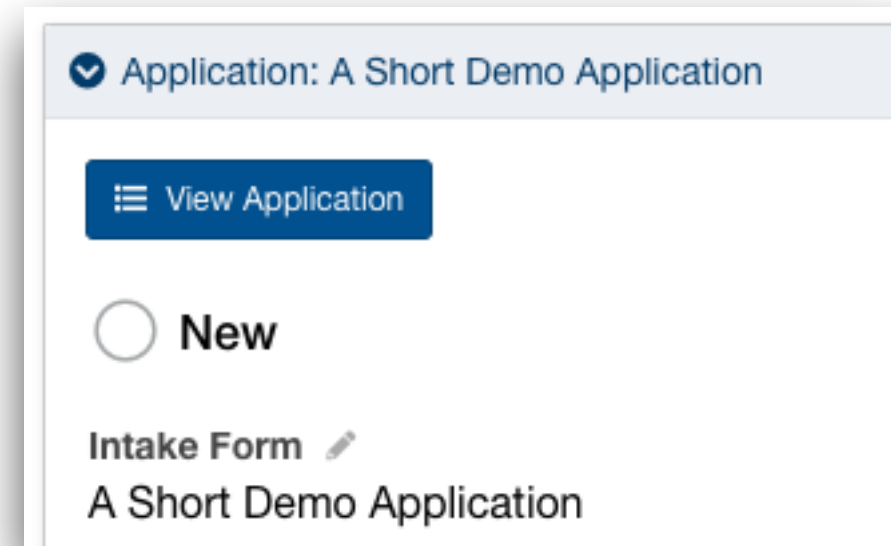 Application: A Short Demo Application
View Application
New
Intake Form
A Short Demo Application